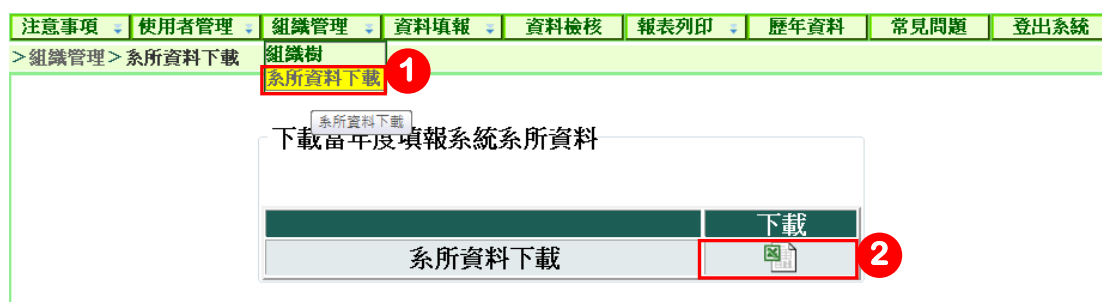 注意事項 使用者管理 組織管理 資料填報 資料檢核 報表列印 歷年資料 常見問題 登出系統
>組織管理>系所資料下載
組織樹
系所資料下載
1
系所資料下載
下載當年度填報系統系所資料
下載
系所資料下載
2